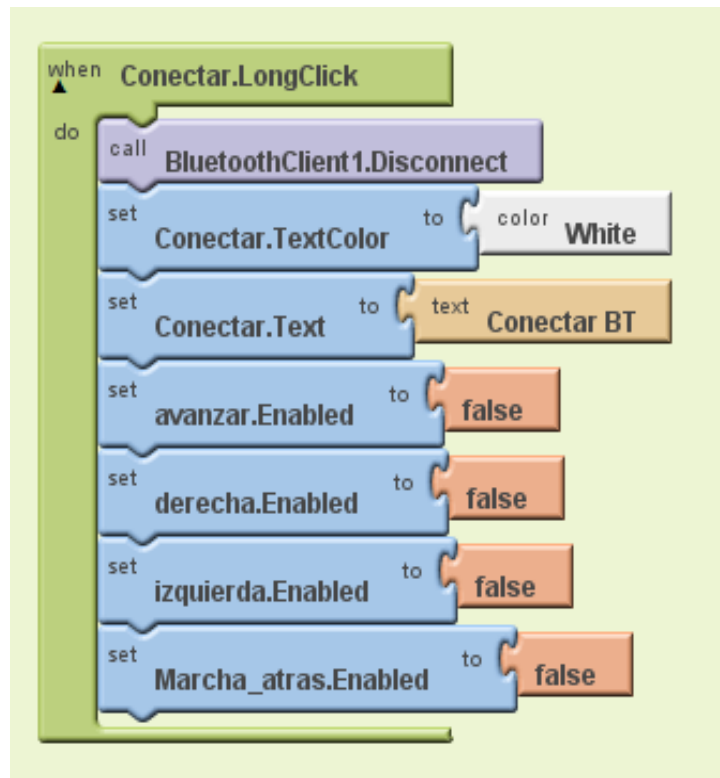 when Conectar.LongClick
do
call BluetoothClient1.Disconnect
set Conectar.TextColor to color White
set Conectar.Text to text Conectar BT
set avanzar.Enabled to false
set derecha.Enabled to false
set izquierda.Enabled to false
set Marcha_atras.Enabled to false